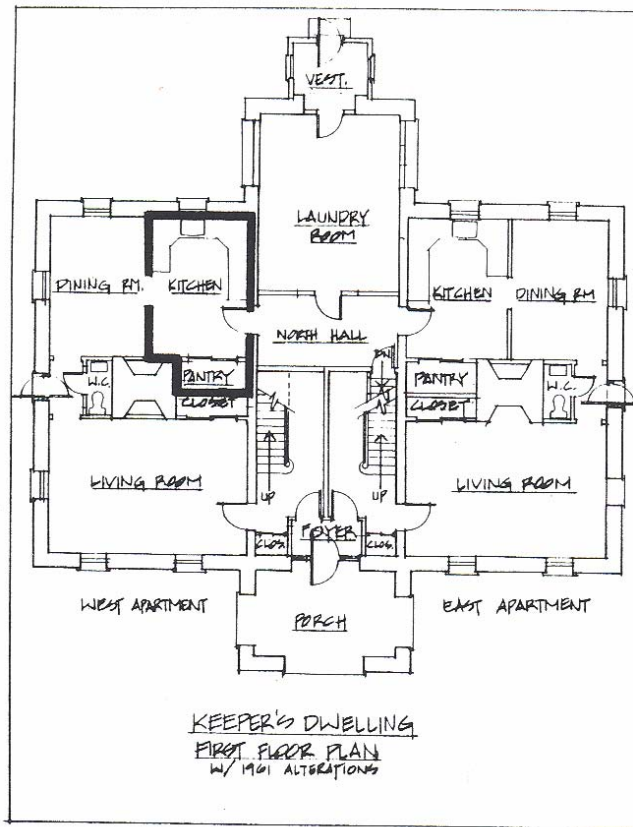 VEST.
LAUNDRY
ROOM
DINING RM.
KITCHEN
KITCHEN
DINING RM
NORTH HALL
DN
W.C.
PANTRY
PANTRY
W.C.
CLOSET
CLOSET
LIVING ROOM
LIVING ROOM
UP
UP
FOYER
CLOS.
CLOS.
WEST APARTMENT
PORCH
EAST APARTMENT
KEEPER'S DWELLING
FIRST FLOOR PLAN
W/ 1961 ALTERATIONS